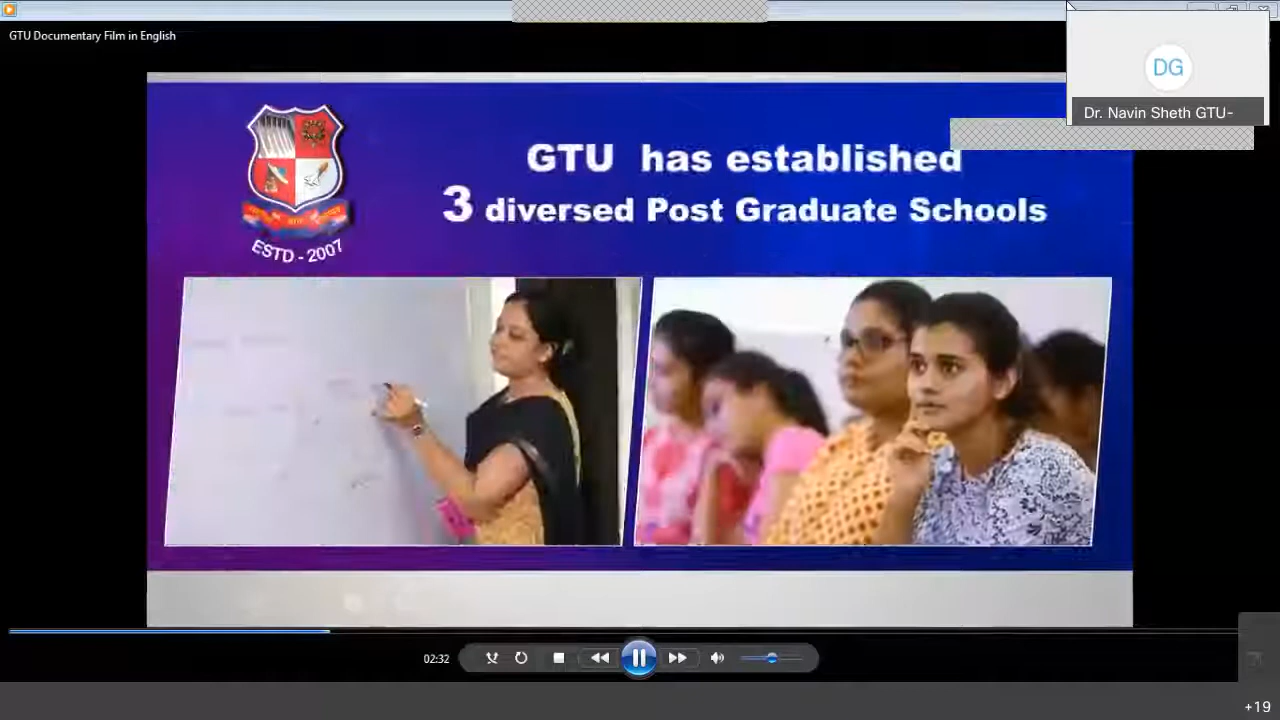 GTU Documentary Film in English
DG
Dr. Navin Sheth GTU-
GTU has established
3 diversed Post Graduate Schools
ESTD - 2007
02:32
+19